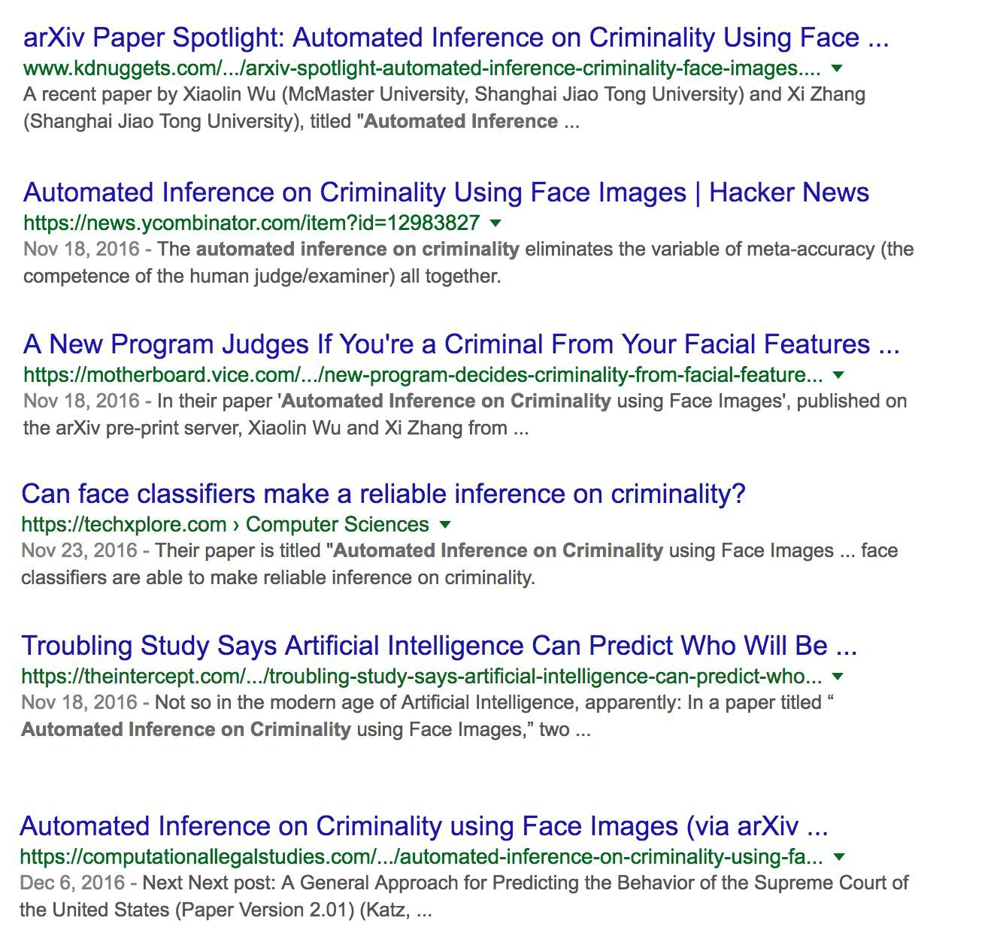 arXiv Paper Spotlight: Automated Inference on Criminality Using Face ...
www.kdnuggets.com/.../arxiv-spotlight-automated-inference-criminality-face-images....
A recent paper by Xiaolin Wu (McMaster University, Shanghai Jiao Tong University) and Xi Zhang
(Shanghai Jiao Tong University), titled "Automated Inference ...
Automated Inference on Criminality Using Face Images | Hacker News
https://news.ycombinator.com/item?id=12983827
Nov 18, 2016 - The automated inference on criminality eliminates the variable of meta-accuracy (the
competence of the human judge/examiner) all together.
A New Program Judges If You're a Criminal From Your Facial Features ...
https://motherboard.vice.com/.../new-program-decides-criminality-from-facial-feature...
Nov 18, 2016 - In their paper 'Automated Inference on Criminality using Face Images', published on
the arXiv pre-print server, Xiaolin Wu and Xi Zhang from ...
Can face classifiers make a reliable inference on criminality?
https://techxplore.com › Computer Sciences
Nov 23, 2016 - Their paper is titled "Automated Inference on Criminality using Face Images ... face
classifiers are able to make reliable inference on criminality.
Troubling Study Says Artificial Intelligence Can Predict Who Will Be ...
https://theintercept.com/.../troubling-study-says-artificial-intelligence-can-predict-who...
Nov 18, 2016 - Not so in the modern age of Artificial Intelligence, apparently: In a paper titled “
Automated Inference on Criminality using Face Images,” two ...
Automated Inference on Criminality using Face Images (via arXiv ...
https://computationallegalstudies.com/.../automated-inference-on-criminality-using-fa...
Dec 6, 2016 - Next Next post: A General Approach for Predicting the Behavior of the Supreme Court of
the United States (Paper Version 2.01) (Katz, ...